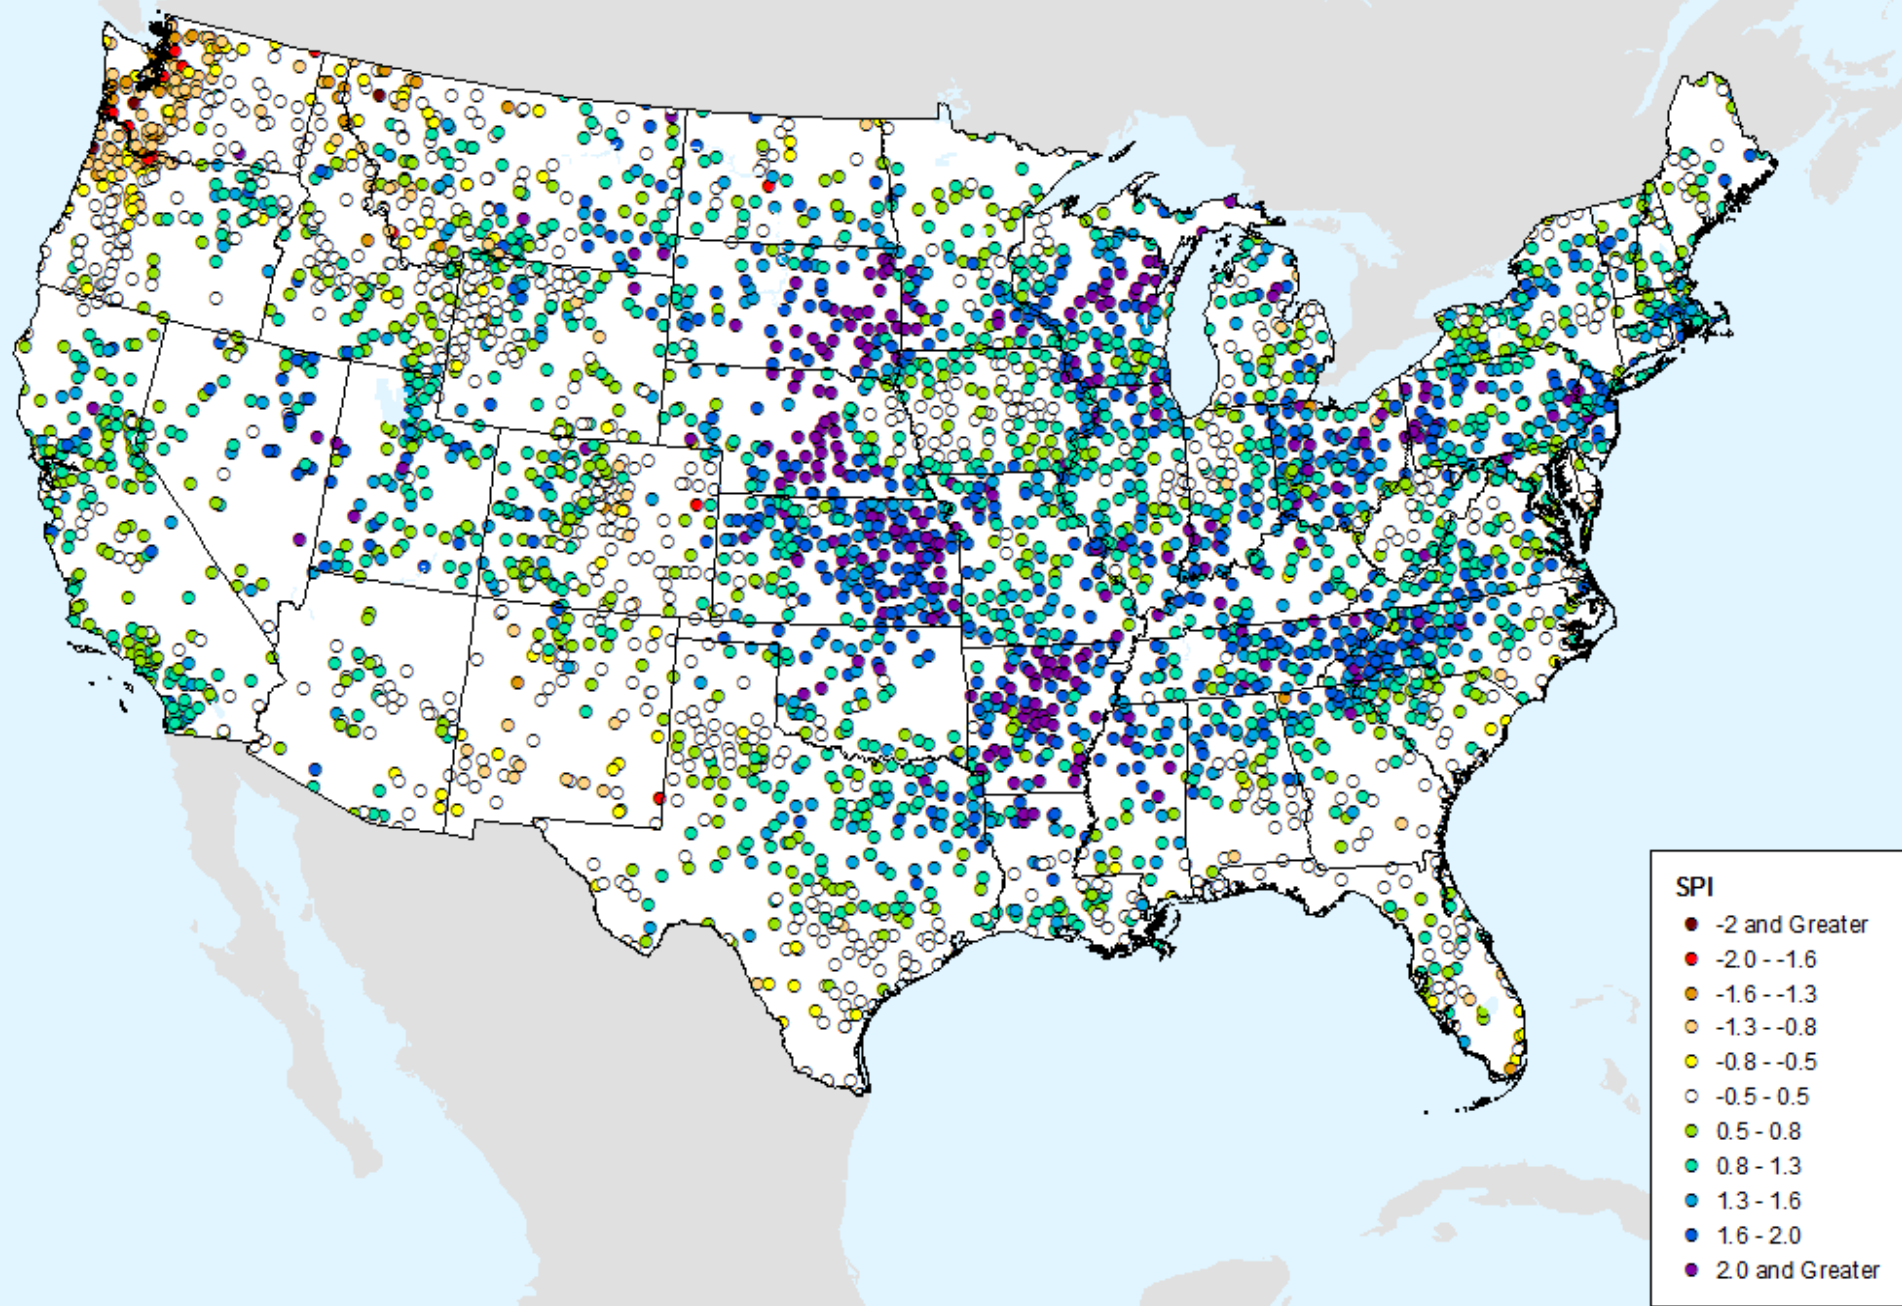 SPI
-2 and Greater
-2.0 - -1.6
-1.6 - -1.3
-1.3 - -0.8
-0.8 - -0.5
-0.5 - 0.5
0.5 - 0.8
0.8 - 1.3
1.3 - 1.6
1.6 - 2.0
2.0 and Greater